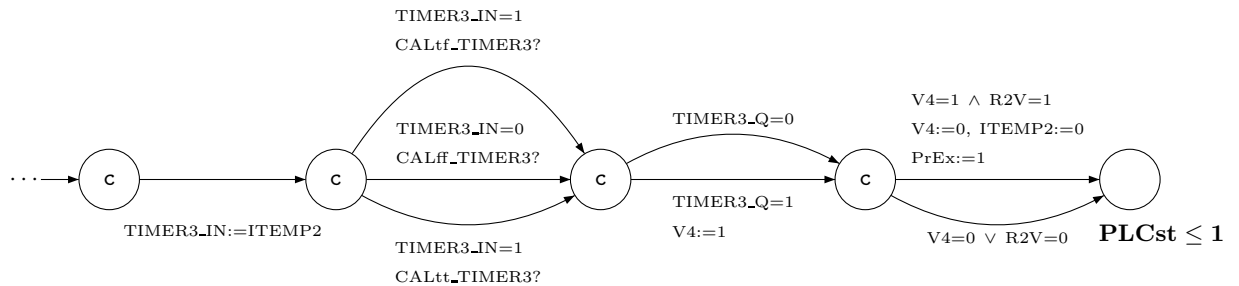 TIMER3_IN=1
CALtf_TIMER3?
TIMER3_IN=0
CALff_TIMER3?
TIMER3_Q=0
V4=1 ∧ R2V=1
V4:=0, ITEMP2:=0
PrEx:=1
··· c c c c
TIMER3_IN:=ITEMP2
TIMER3_IN=1
CALtt_TIMER3?
TIMER3_Q=1
V4:=1
V4=0 ∨ R2V=0
PLCst ≤ 1